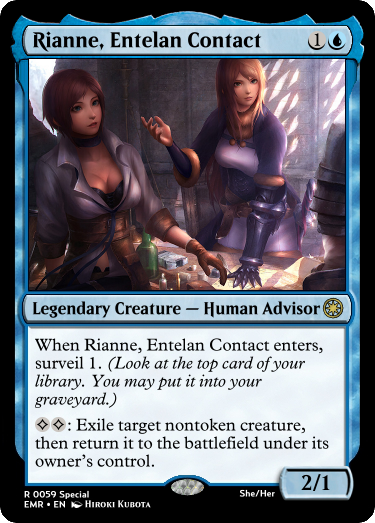 Rianne, Entelan Contact 1
Legendary Creature — Human Advisor
When Rianne, Entelan Contact enters,
surveil 1. (Look at the top card of your
library. You may put it into your
graveyard.)
: Exile target nontoken creature,
then return it to the battlefield under its
owner's control.
2/1
R 0059 Special She/Her
EMR • EN Hiroki Kubota